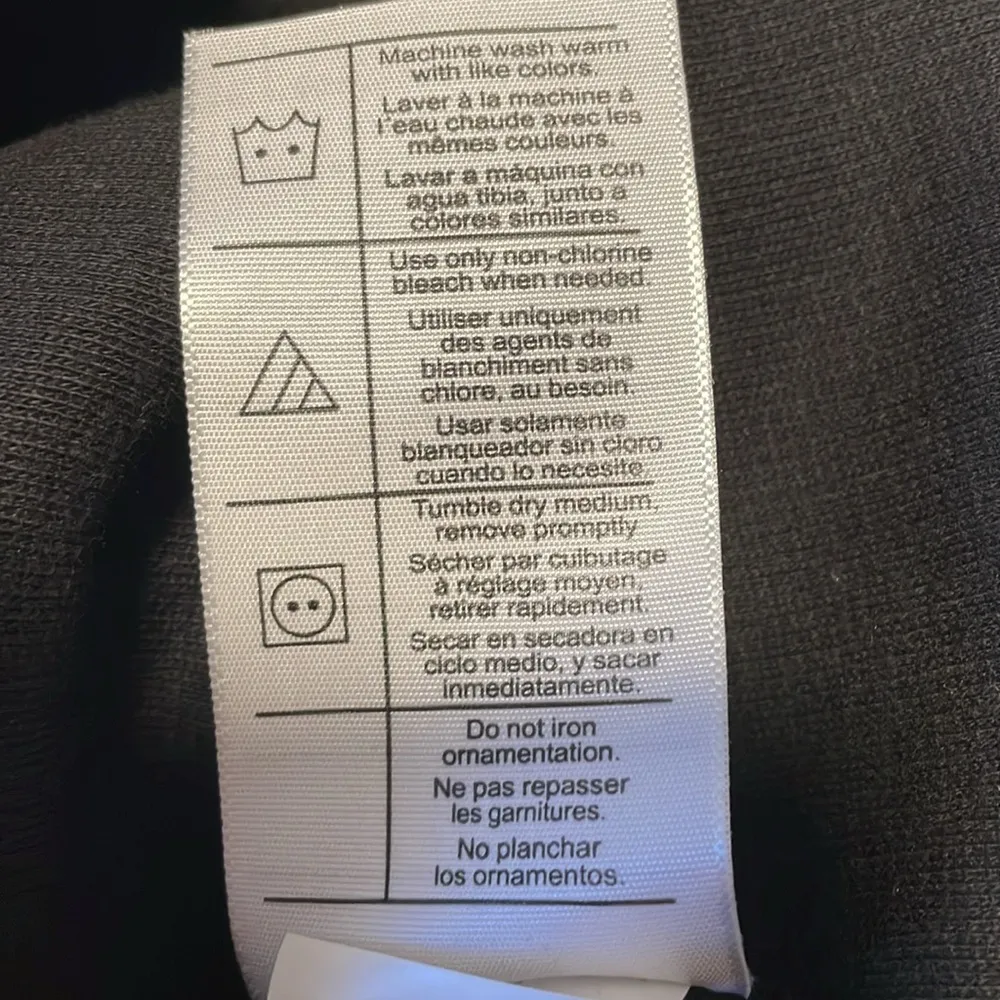 Machine wash warm
with like colors.
Laver à la machine à
l'eau chaude avec les
mêmes couleurs.
Lavar a máquina con
agua tibia, junto a
colores similares.
Use only non-chlorine
bleach when needed.
Utiliser uniquement
des agents de
blanchiment sans
chlore, au besoin.
Usar solamente
blanqueador sin cloro
cuando lo necesite.
Tumble dry medium,
remove promptly
Sécher par culbutage
à réglage moyen,
retirer rapidement.
Secar en secadora en
ciclo medio, y sacar
inmediatamente.
Do not iron
ornamentation.
Ne pas repasser
les garnitures.
No planchar
los ornamentos.